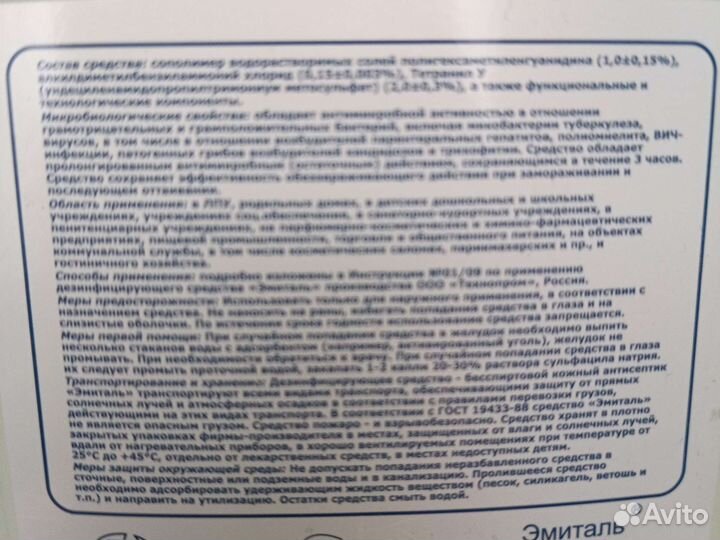 Состав средства: сополимер водорастворимых солей полигексаметиленгуанидина (1,0±0,15%),
алкилдиметилбензиламмоний хлорид Тетранил У
(2,0±0,3%), а также функциональные и
технологические компоненты.
Микробиологические свойства: обладает антимикробной активностью в отношении
грамотрицательных и грамположительных бактерий, включая микобактерии туберкулеза,
вирусов, в том числе в отношении возбудителей парентеральных гепатитов, полиомиелита, ВИЧ-
инфекции, патогенных грибов возбудителей кандидозов и трихофитии. Средство обладает
пролонгированным антимикробным (остаточным) действием, сохраняющимся в течение 3 часов.
Средство сохраняет эффективность обеззараживающего действия при замораживании и
последующем оттаивании.
Область применения: в ЛПУ, родильных домах, в детских дошкольных и школьных
учреждениях, учреждениях соц.обеспечения, в санаторно-курортных учреждениях, в
пенитенциарных учреждениях, на парфюмерно-косметических и химико-фармацевтических
предприятиях, пищевой промышленности, торговли и общественного питания, на объектах
коммунальной службы, в том числе косметических салонах, парикмахерских и пр., и
гостиничного хозяйства.
Способы применения: подробно изложены в Инструкции №01/09 по применению
дезинфицирующего средства «Эмиталь» производства ООО «Технопром», Россия.
Меры предосторожности: Использовать только для наружного применения, в соответствии с
назначением средства. Не наносить на раны, избегать попадания средства в глаза и на
слизистые оболочки. По истечении срока годности использование средства запрещается.
Меры первой помощи: При случайном попадании средства в желудок необходимо выпить
несколько стаканов воды с адсорбентом (например, активированный уголь), желудок не
промывать. При необходимости обратиться к врачу. При случайном попадании средства в глаза
их следует промыть проточной водой, закапать 1-2 капли 20-30% раствора сульфацила натрия.
Транспортирование и хранение: Дезинфицирующее средство - бесспиртовой кожный антисептик
«Эмиталь» транспортируют всеми видами транспорта, обеспечивающими защиту от прямых
солнечных лучей и атмосферных осадков в соответствии с правилами перевозки грузов,
действующими на этих видах транспорта. В соответствии с ГОСТ 19433-88 средство «Эмиталь»
не является опасным грузом. Средство пожаро - и взрывобезопасно. Средство хранят в плотно
закрытых упаковках фирмы-производителя в местах, защищенных от влаги и солнечных лучей,
вдали от нагревательных приборов, в хорошо вентилируемых помещениях при температуре от
25°С до +45°С, отдельно от лекарственных средств, в местах недоступных детям.
Меры защиты окружающей среды: Не допускать попадания неразбавленного средства в
сточные, поверхностные или подземные воды и в канализацию. Пролившееся средство
необходимо адсорбировать удерживающим жидкость веществом (песок, силикагель, ветошь и
т.п.) и направить на утилизацию. Остатки средства смыть водой.
Эмиталь
Avito